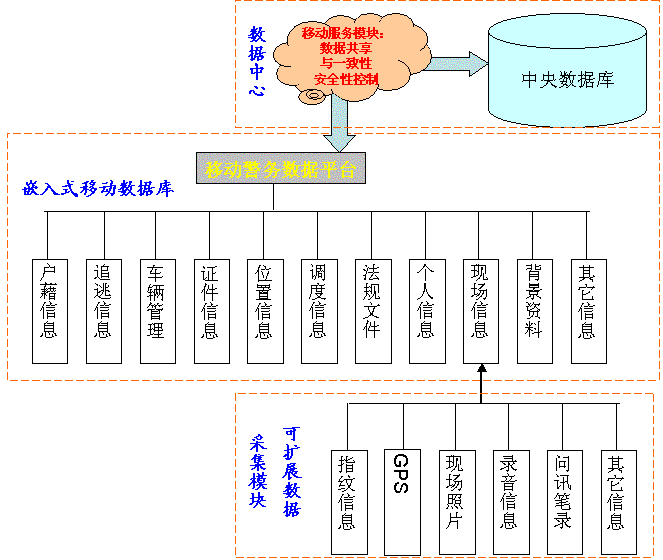 数据中心
移动服务模块:
数据共享
与一致性
安全性控制
中央数据库
移动警务数据平台
嵌入式移动数据库
户藉信息
追逃信息
车辆管理
证件信息
位置信息
调度信息
法规文件
个人信息
现场信息
背景资料
其它信息
可扩展数据
采集模块
指纹信息
GPS
现场照片
录音信息
问讯笔录
其它信息